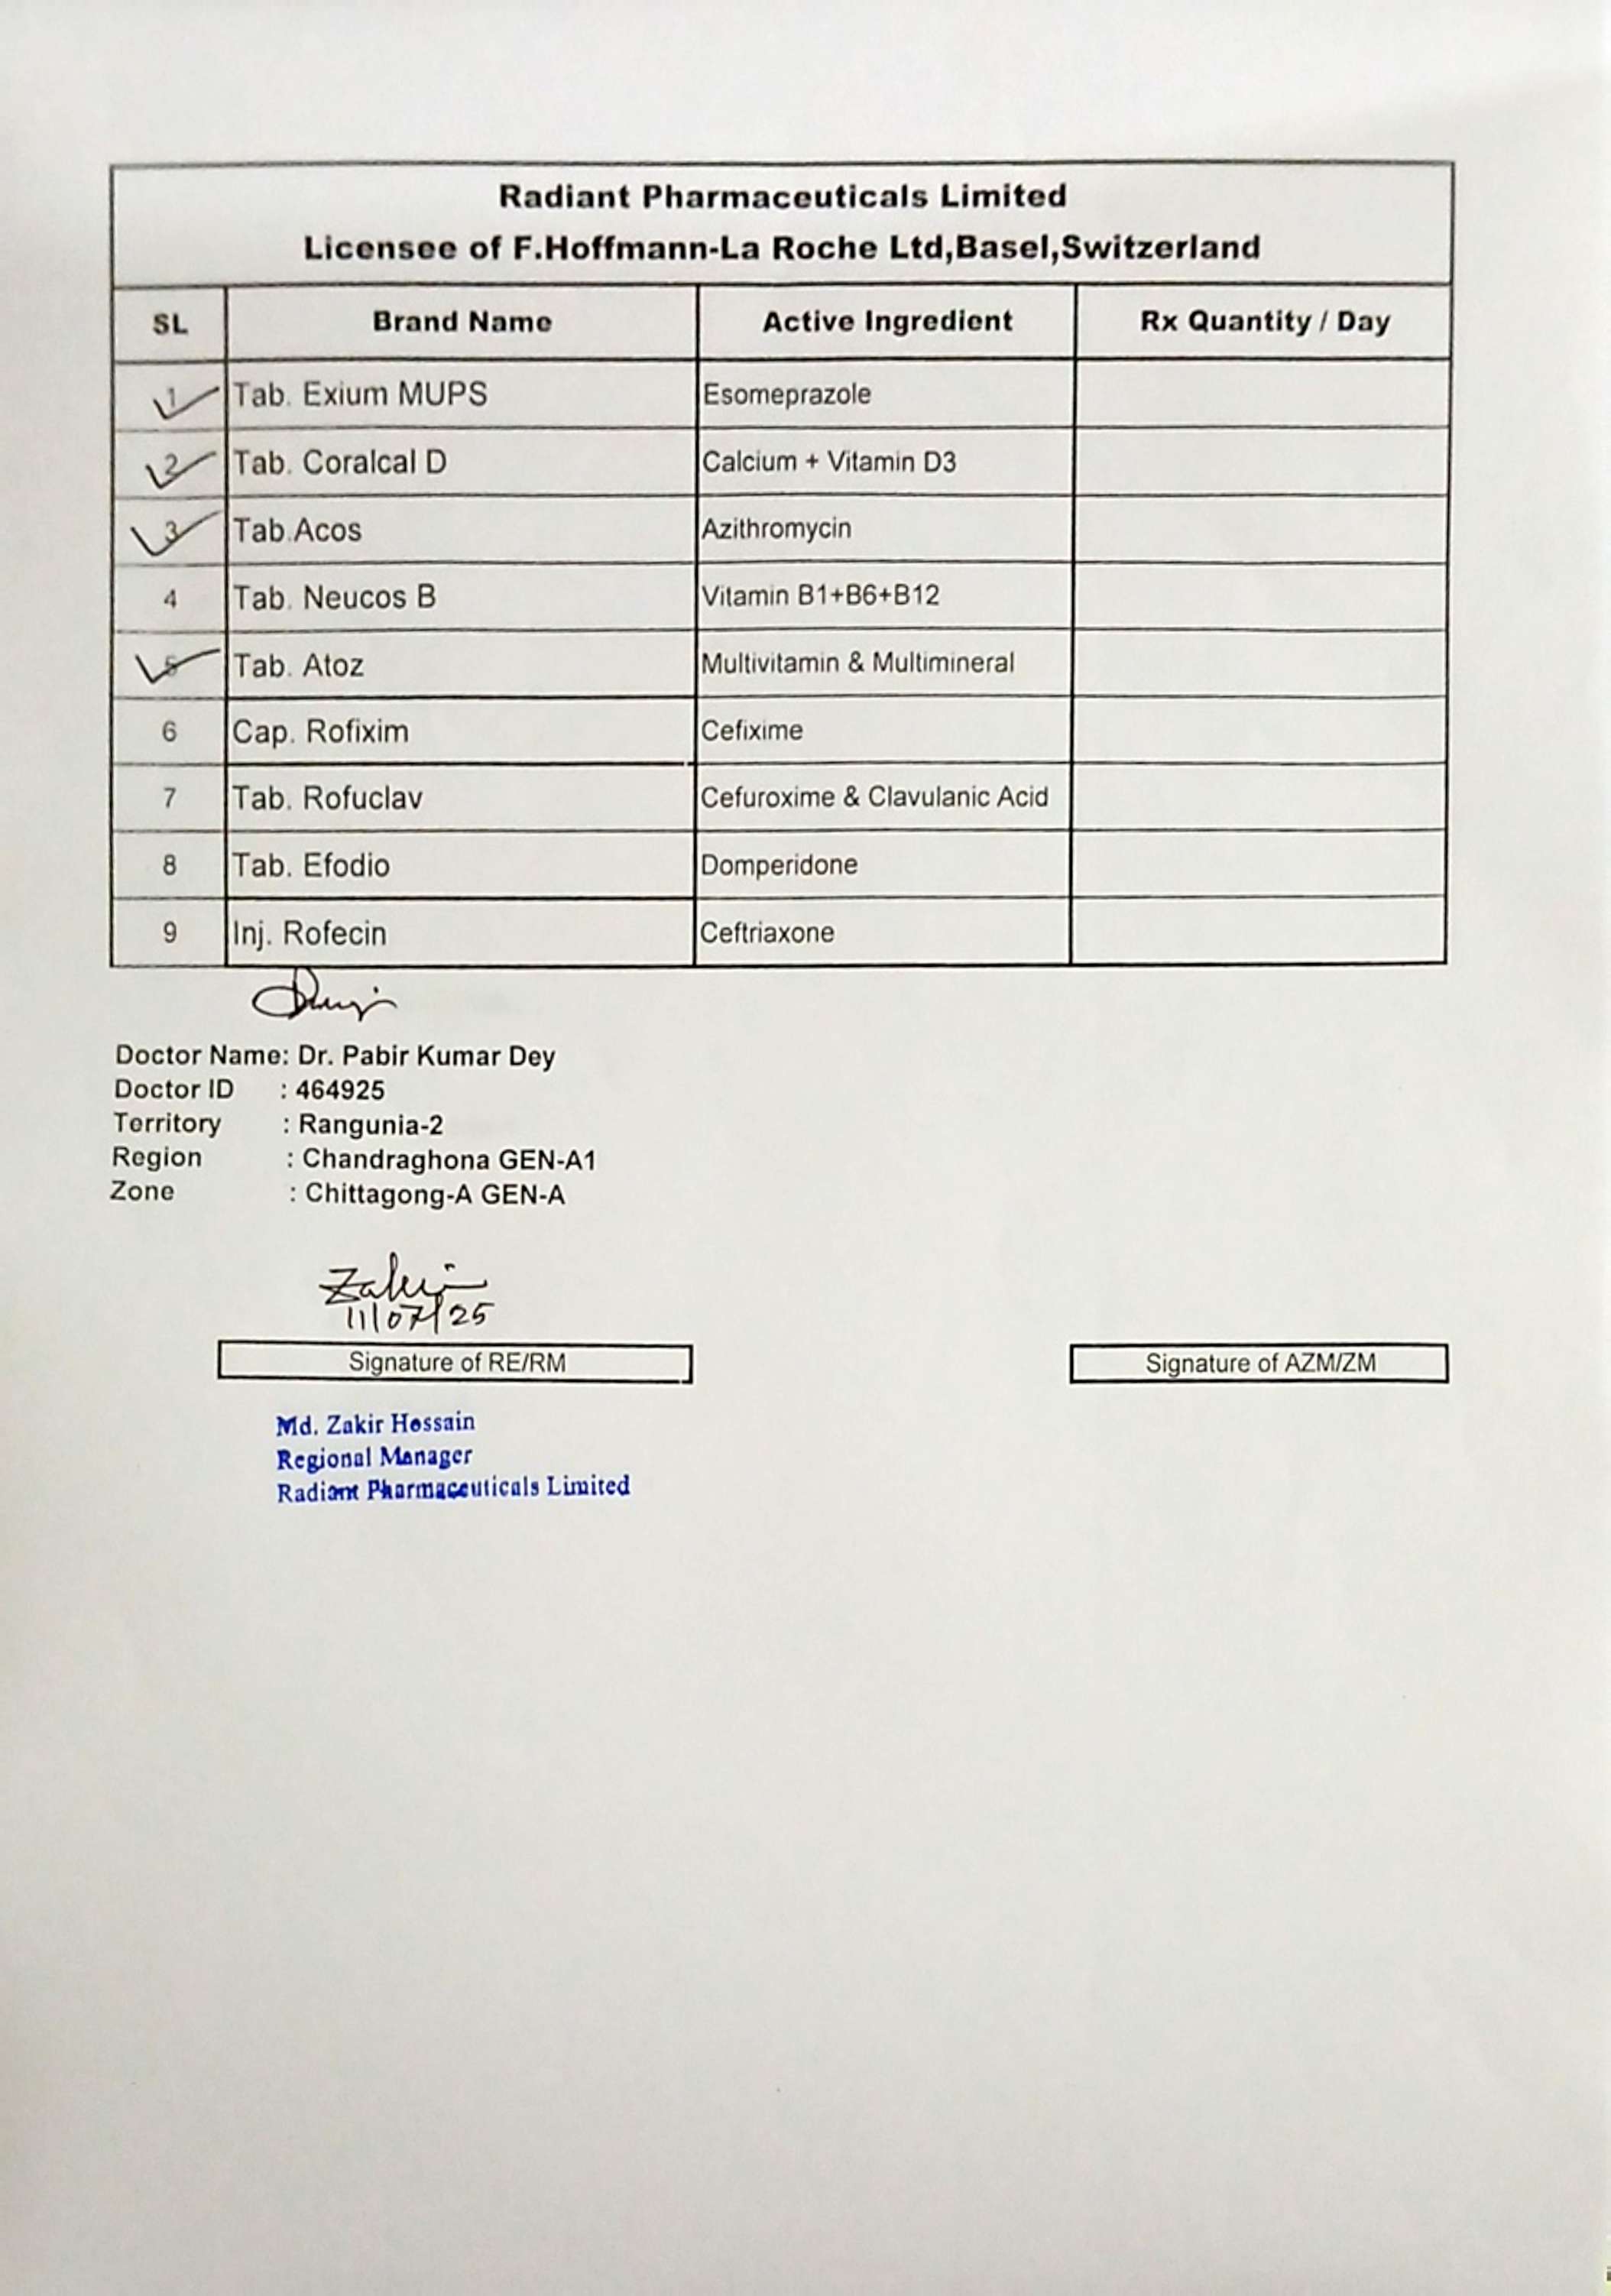 Radiant Pharmaceuticals Limited
Licensee of F.Hoffmann-La Roche Ltd,Basel,Switzerland
SL Brand Name Active Ingredient Rx Quantity / Day
1 Tab. Exium MUPS Esomeprazole
2 Tab. Coralcal D Calcium + Vitamin D3
3 Tab.Acos Azithromycin
4 Tab. Neucos B Vitamin B1+B6+B12
5 Tab. Atoz Multivitamin & Multimineral
6 Cap. Rofixim Cefixime
7 Tab. Rofuclav Cefuroxime & Clavulanic Acid
8 Tab. Efodio Domperidone
9 Inj. Rofecin Ceftriaxone
Doctor Name: Dr. Pabir Kumar Dey
Doctor ID : 464925
Territory : Rangunia-2
Region : Chandraghona GEN-A1
Zone : Chittagong-A GEN-A
Zakir
11/07/25
Signature of RE/RM Signature of AZM/ZM
Md. Zakir Hossain
Regional Manager
Radiant Pharmaceuticals Limited